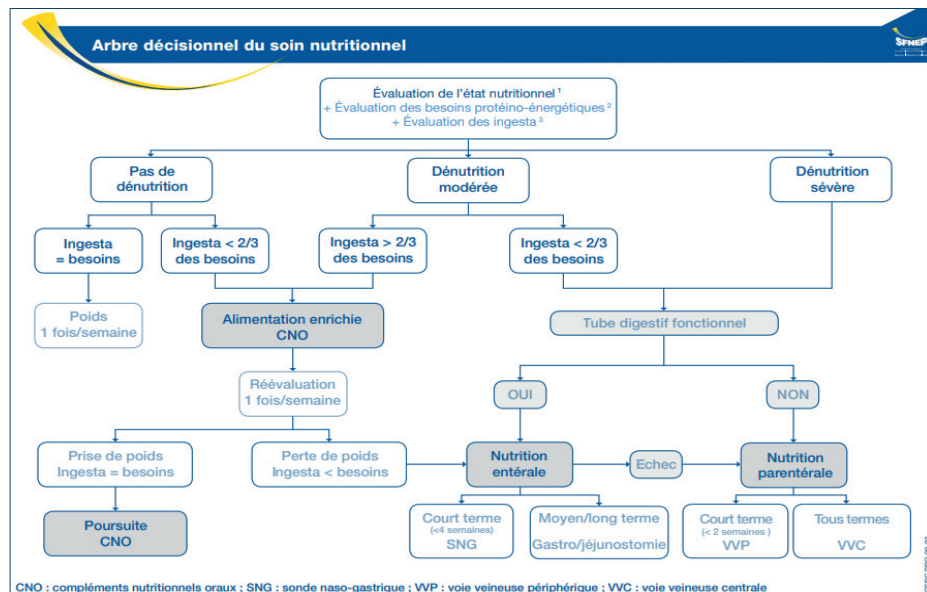 Arbre décisionnel du soin nutritionnel
SFNEP
Évaluation de l'état nutritionnel ¹
+ Évaluation des besoins protéino-énergétiques ²
+ Évaluation des ingesta ³
Pas de
dénutrition
Dénutrition
modérée
Dénutrition
sévère
Ingesta
= besoins
Ingesta < 2/3
des besoins
Ingesta > 2/3
des besoins
Ingesta < 2/3
des besoins
Poids
1 fois/semaine
Alimentation enrichie
CNO
Tube digestif fonctionnel
Réévaluation
1 fois/semaine
OUI
NON
Prise de poids
Ingesta = besoins
Perte de poids
Ingesta < besoins
Nutrition
entérale
Echec
Nutrition
parentérale
Poursuite
CNO
Court terme
(<4 semaines)
SNG
Moyen/long terme
Gastro/jéjunostomie
Court terme
(< 2 semaines )
VVP
Tous termes
VVC
CNO : compléments nutritionnels oraux ; SNG : sonde naso-gastrique ; VVP : voie veineuse périphérique ; VVC : voie veineuse centrale